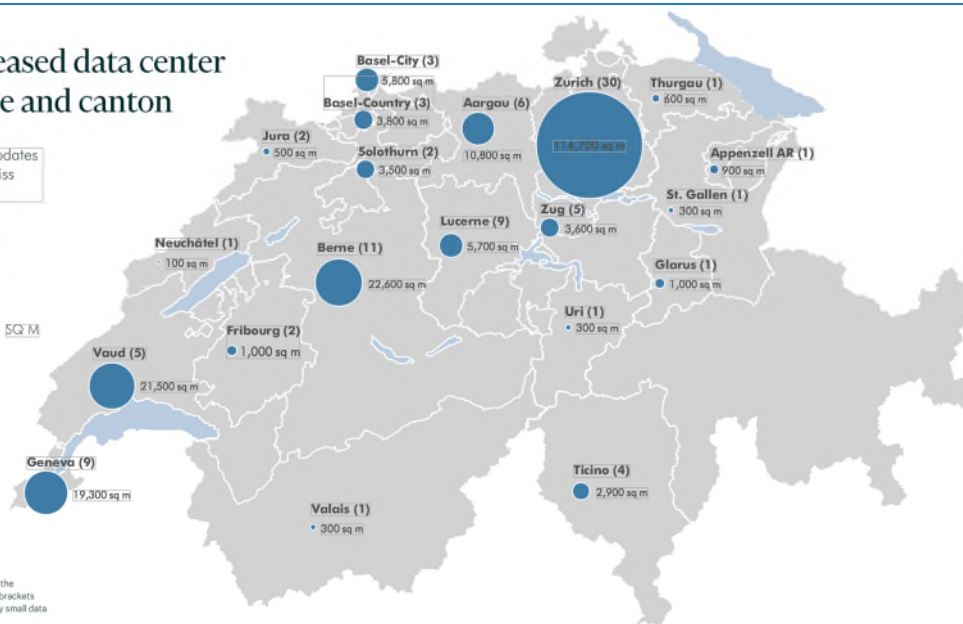 eased data center
e and canton
odates
iss
SQ M
Basel-City (3)
5,800 sq m
Basel-Country (3)
3,800 sq m
Aargau (6)
10,800 sq m
Zurich (30)
114,700 sq m
Thurgau (1)
600 sq m
Jura (2)
500 sq m
Solothurn (2)
3,500 sq m
Appenzell AR (1)
900 sq m
St. Gallen (1)
300 sq m
Zug (5)
3,600 sq m
Lucerne (9)
5,700 sq m
Neuchâtel (1)
100 sq m
Berne (11)
22,600 sq m
Glarus (1)
1,000 sq m
Uri (1)
300 sq m
Fribourg (2)
1,000 sq m
Vaud (5)
21,500 sq m
Geneva (9)
19,300 sq m
Ticino (4)
2,900 sq m
Valais (1)
300 sq m
the
brackets
y small data